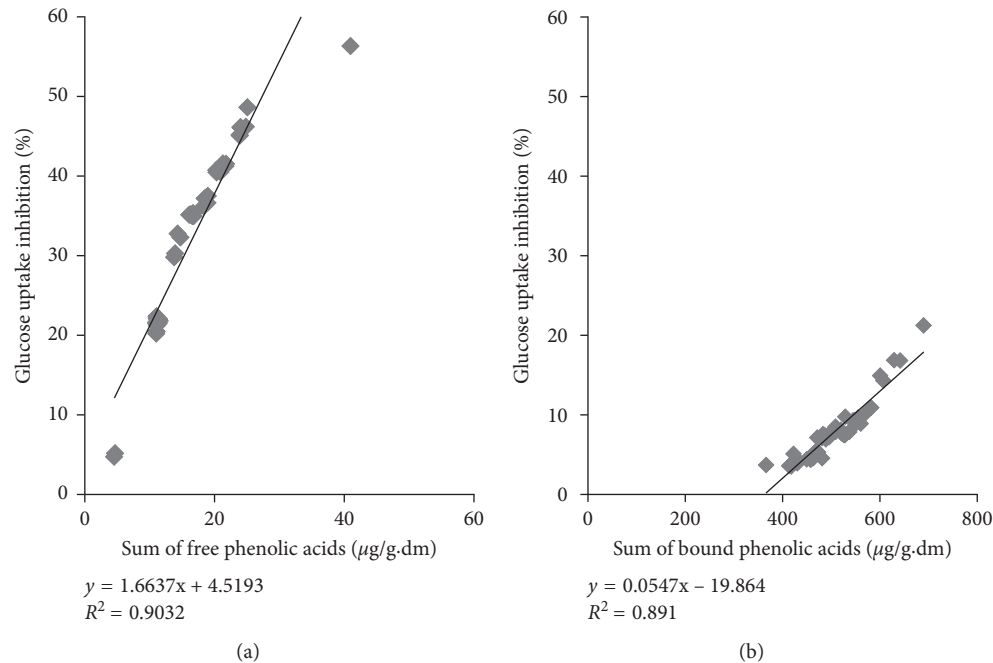 60
50
40
30
20
10
0
Glucose uptake inhibition (%)
0 20 40 60
Sum of free phenolic acids (μg/g·dm)
y = 1.6637x + 4.5193
R² = 0.9032
(a)
60
50
40
30
20
10
0
Glucose uptake inhibition (%)
0 200 400 600 800
Sum of bound phenolic acids (μg/g·dm)
y = 0.0547x – 19.864
R² = 0.891
(b)